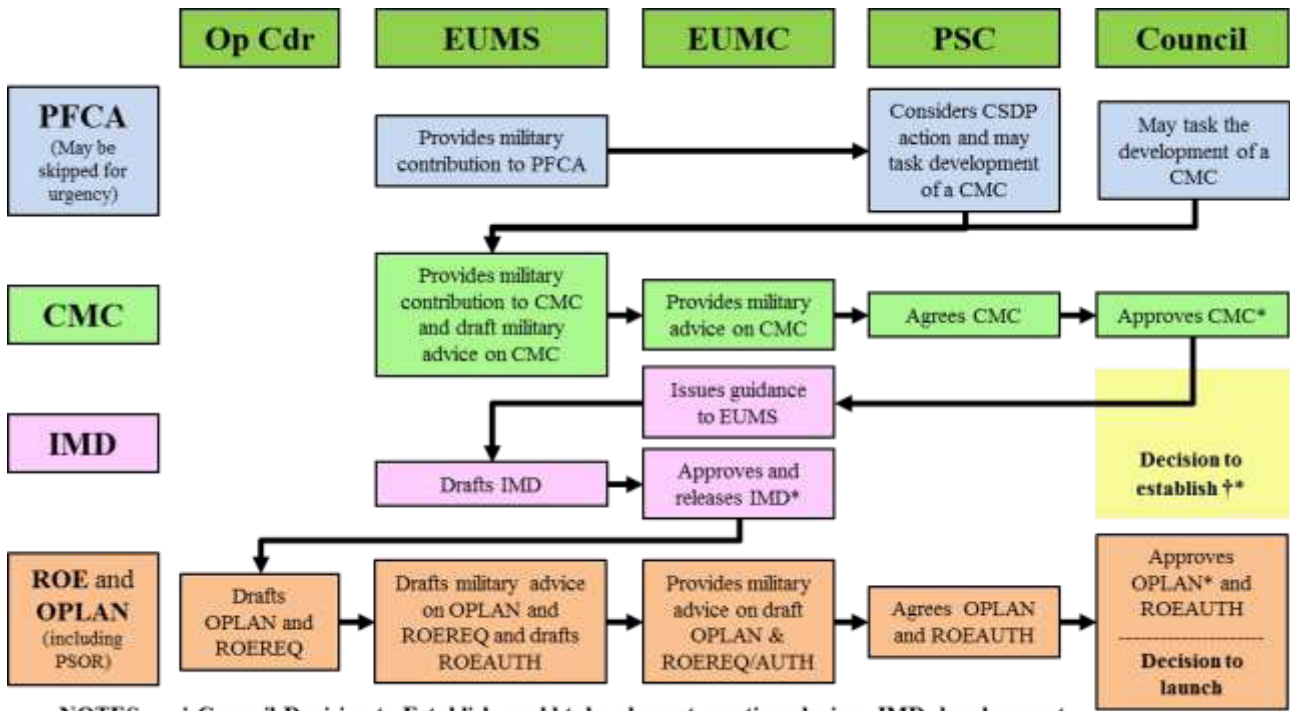 Op Cdr
EUMS
EUMC
PSC
Council
PFCA
(May be
skipped for
urgency)
Provides military
contribution to PFCA
Considers CSDP
action and may
task development
of a CMC
May task the
development of a
CMC
CMC
Provides military
contribution to CMC
and draft military
advice on CMC
Provides military
advice on CMC
Agrees CMC
Approves CMC*
IMD
Issues guidance
to EUMS
Drafts IMD
Approves and
releases IMD*
Decision to
establish †*
ROE and
OPLAN
(including
PSOR)
Drafts
OPLAN and
ROEREQ
Drafts military advice
on OPLAN and
ROEREQ and drafts
ROEAUTH
Provides military
advice on draft
OPLAN &
ROEREQ/AUTH
Agrees OPLAN
and ROEAUTH
Approves
OPLAN* and
ROEAUTH
Decision to
launch